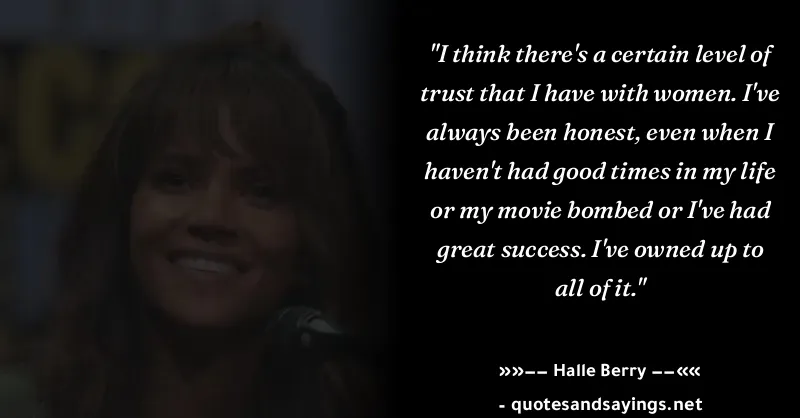 "I think there's a certain level of
trust that I have with women. I've
always been honest, even when I
haven't had good times in my life
or my movie bombed or I've had
great success. I've owned up to
all of it."
»»−− Halle Berry −−««
- quotesandsayings.net